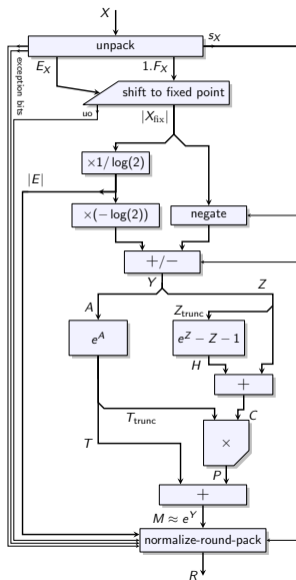 X
unpack
s_X
E_X
1.F_X
exception bits
shift to fixed point
uo
|X_fix|
×1/log(2)
|E|
×(−log(2))
negate
+/−
Y
Z
A
Z_trunc
e^A
e^Z − Z − 1
H
+
C
T_trunc
×
T
P
+
M ≈ e^Y
normalize-round-pack
R